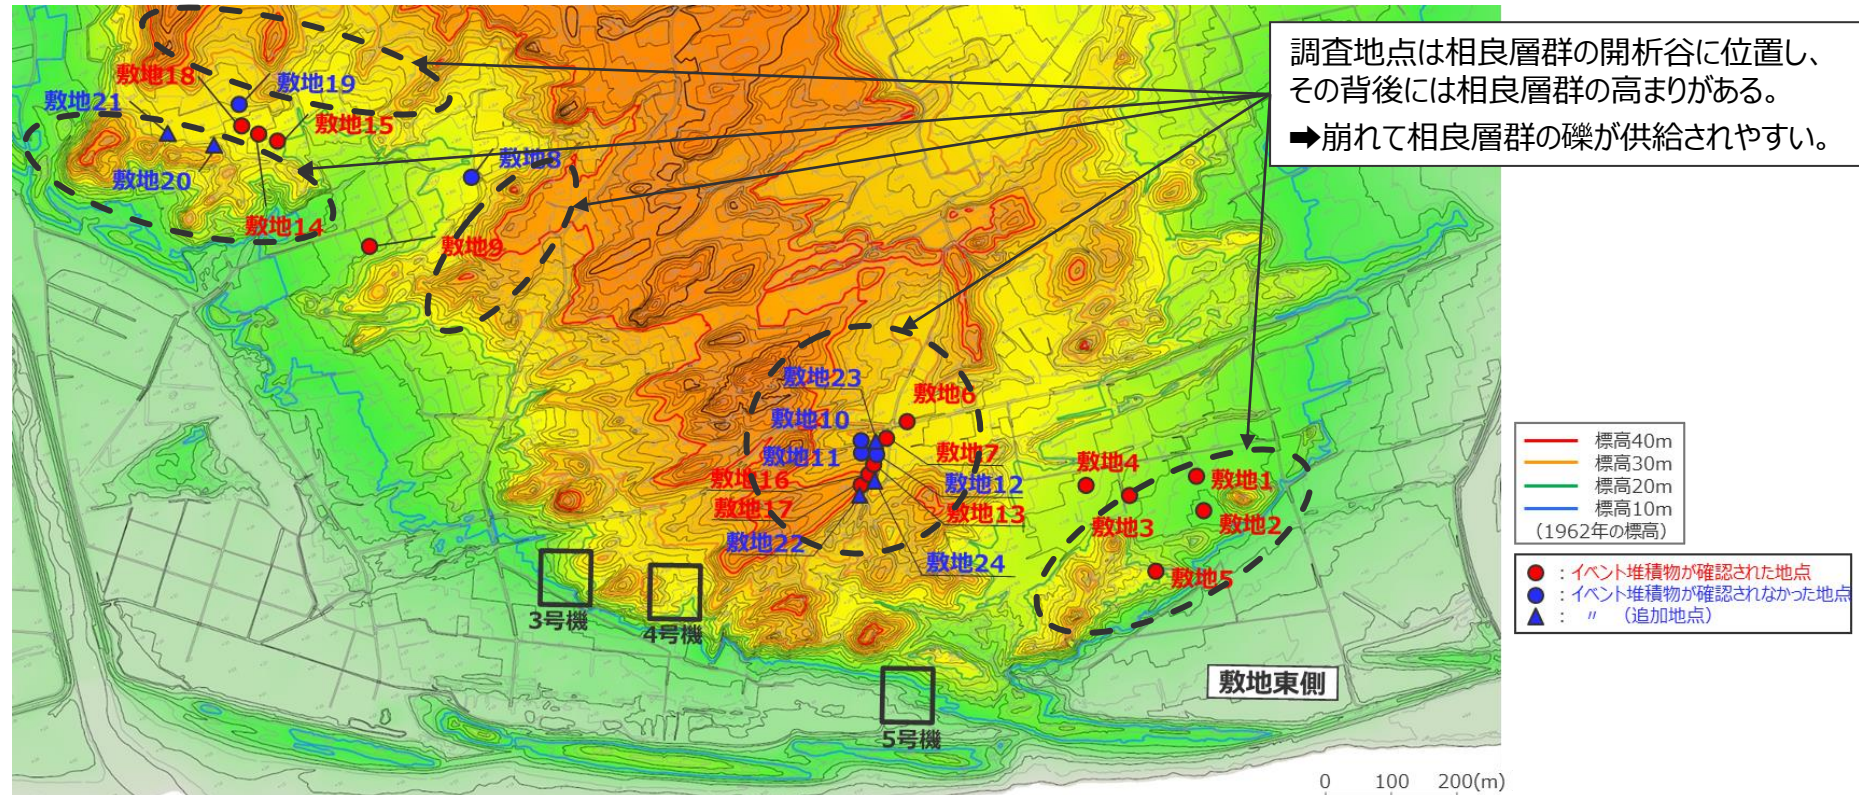 調査地点は相良層群の開析谷に位置し、
その背後には相良層群の高まりがある。
➡崩れて相良層群の礫が供給されやすい。
敷地18
敷地19
敷地21
敷地15
敷地20
敷地14
敷地8
敷地9
敷地23
敷地6
敷地10
敷地7
敷地11
敷地16
敷地12
敷地17
敷地13
敷地22
敷地24
敷地4
敷地1
敷地3
敷地2
敷地5
3号機
4号機
5号機
敷地東側
標高40m
標高30m
標高20m
標高10m
(1962年の標高)
:イベント堆積物が確認された地点
:イベント堆積物が確認されなかった地点
: 〃 (追加地点)
0 100 200(m)